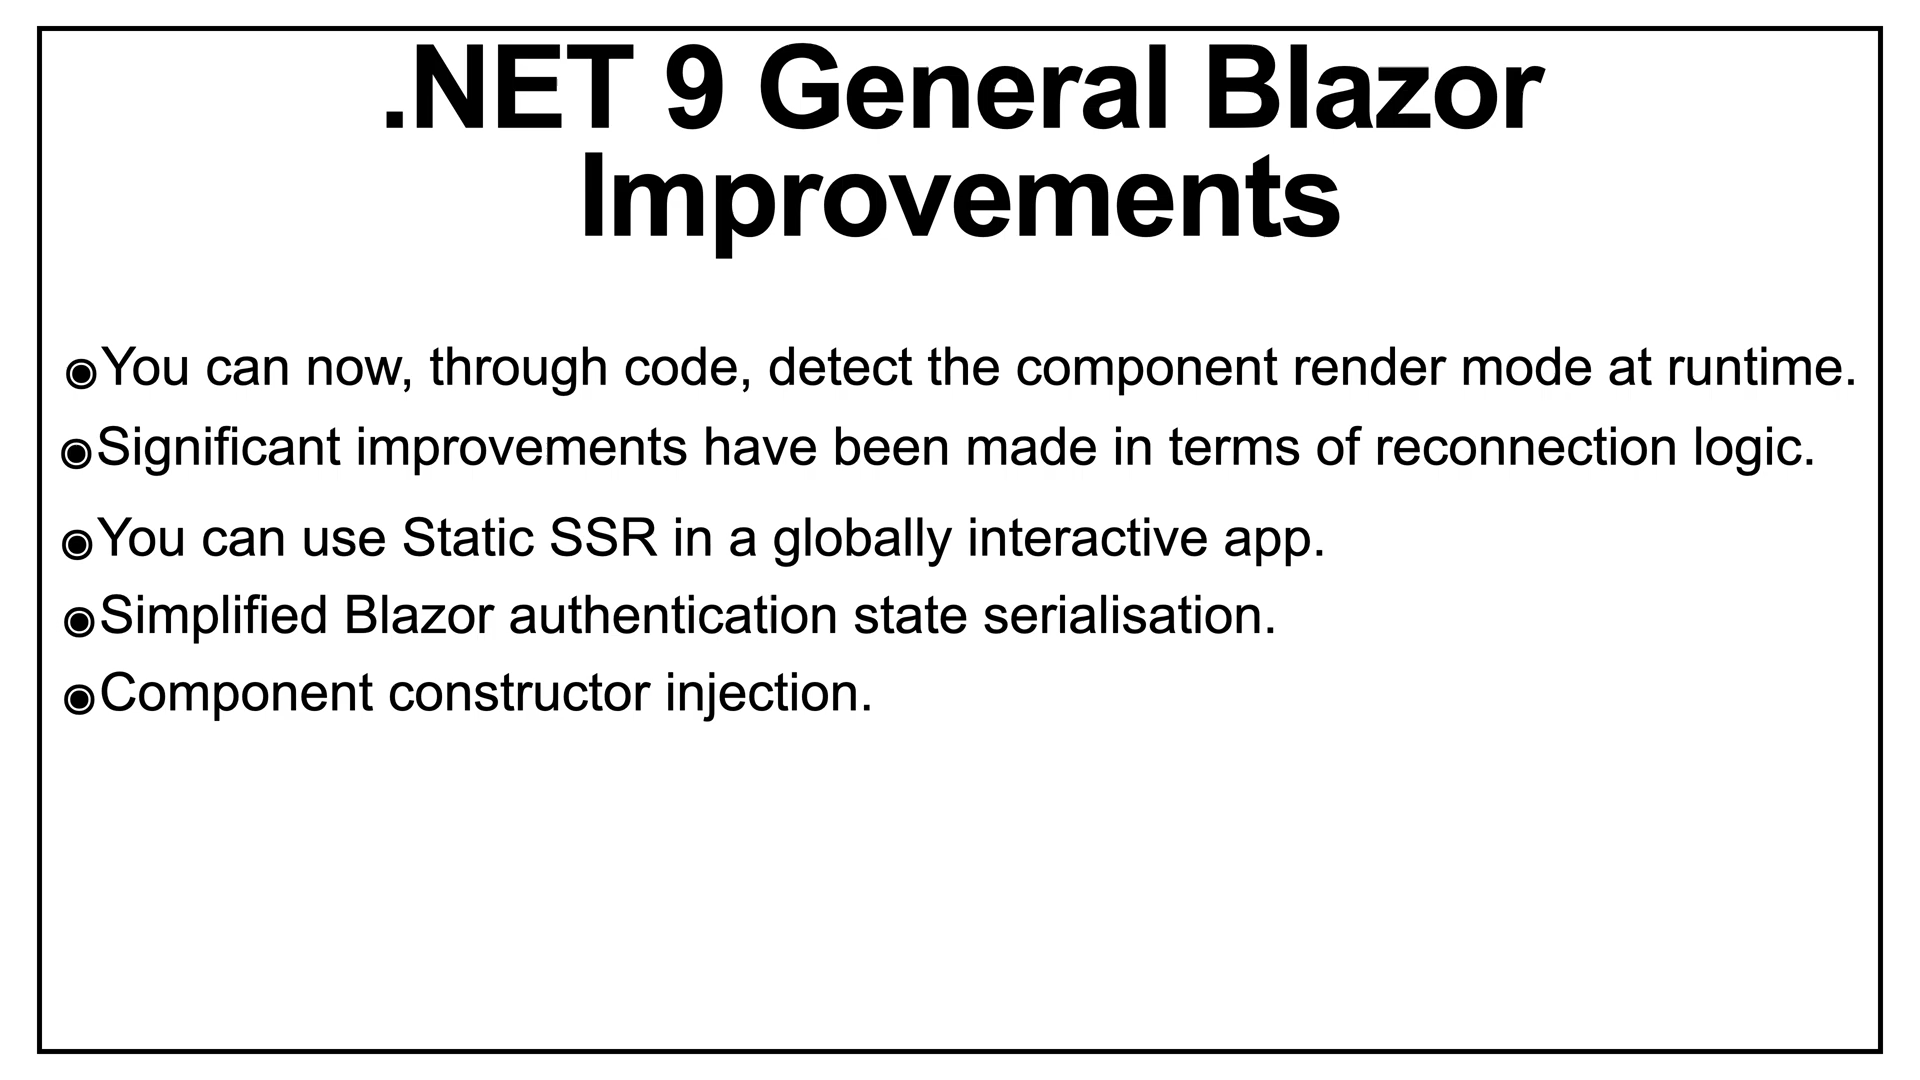 .NET 9 General Blazor
Improvements
◉You can now, through code, detect the component render mode at runtime.
◉Significant improvements have been made in terms of reconnection logic.
◉You can use Static SSR in a globally interactive app.
◉Simplified Blazor authentication state serialisation.
◉Component constructor injection.